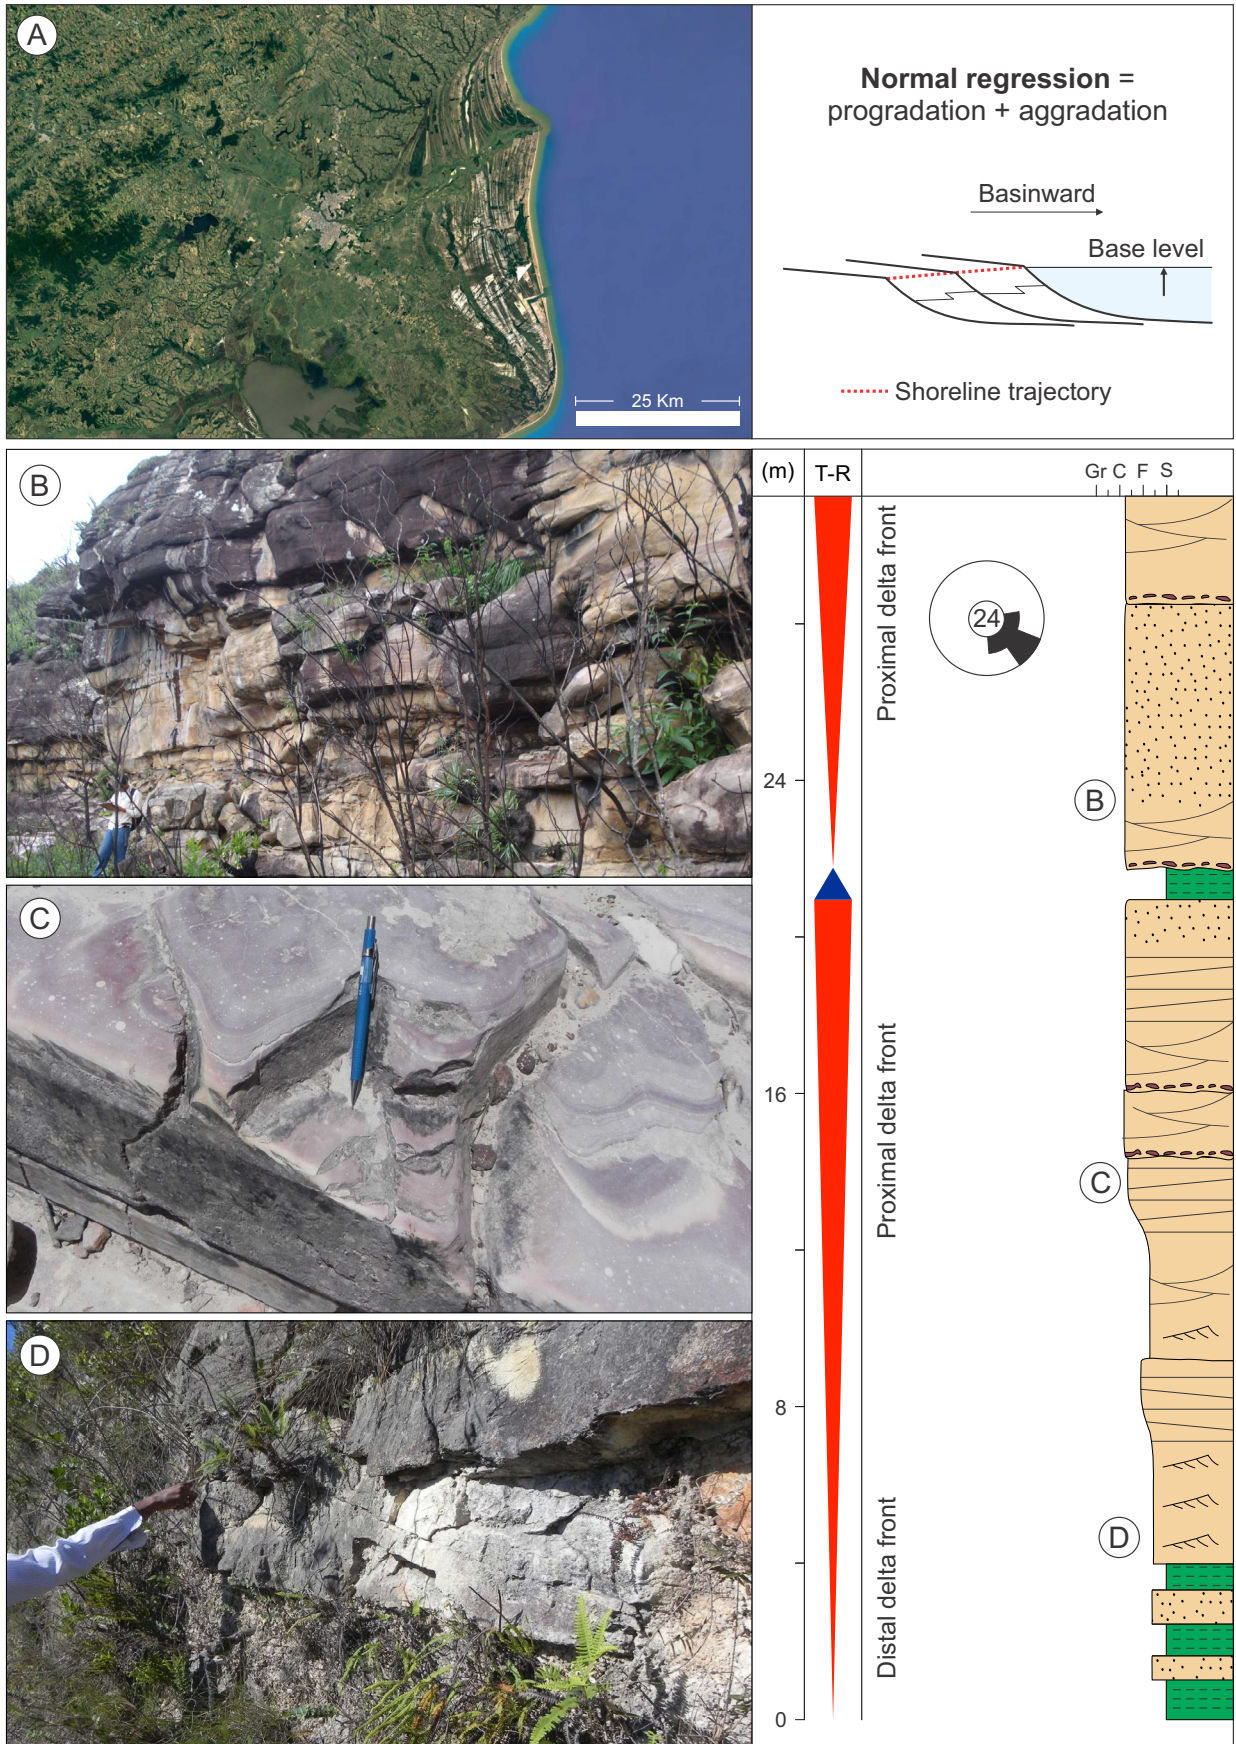 A
25 Km
Normal regression =
progradation + aggradation
Basinward
Base level
Shoreline trajectory
B
C
D
(m)
T-R
Gr C F S
Proximal delta front
24
24
B
16
Proximal delta front
C
8
D
Distal delta front
0